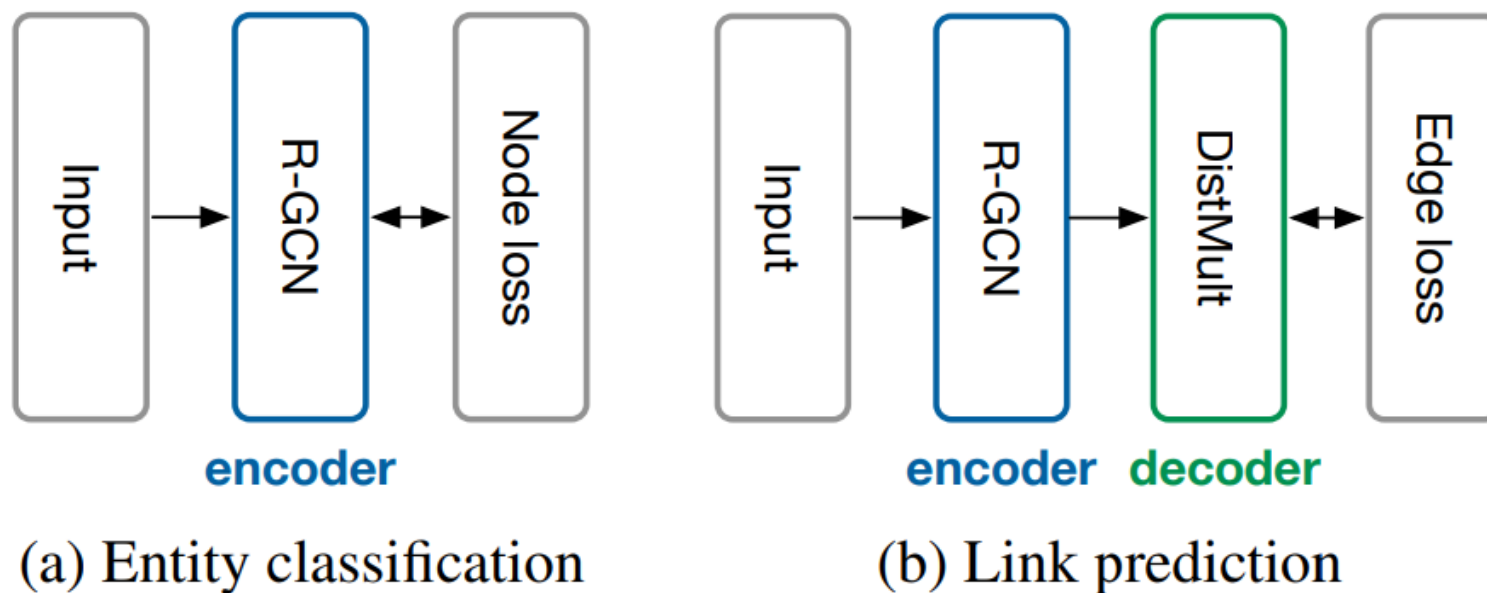 Input
R-GCN
Node loss
encoder
(a) Entity classification
Input
R-GCN
DistMult
Edge loss
encoder
decoder
(b) Link prediction